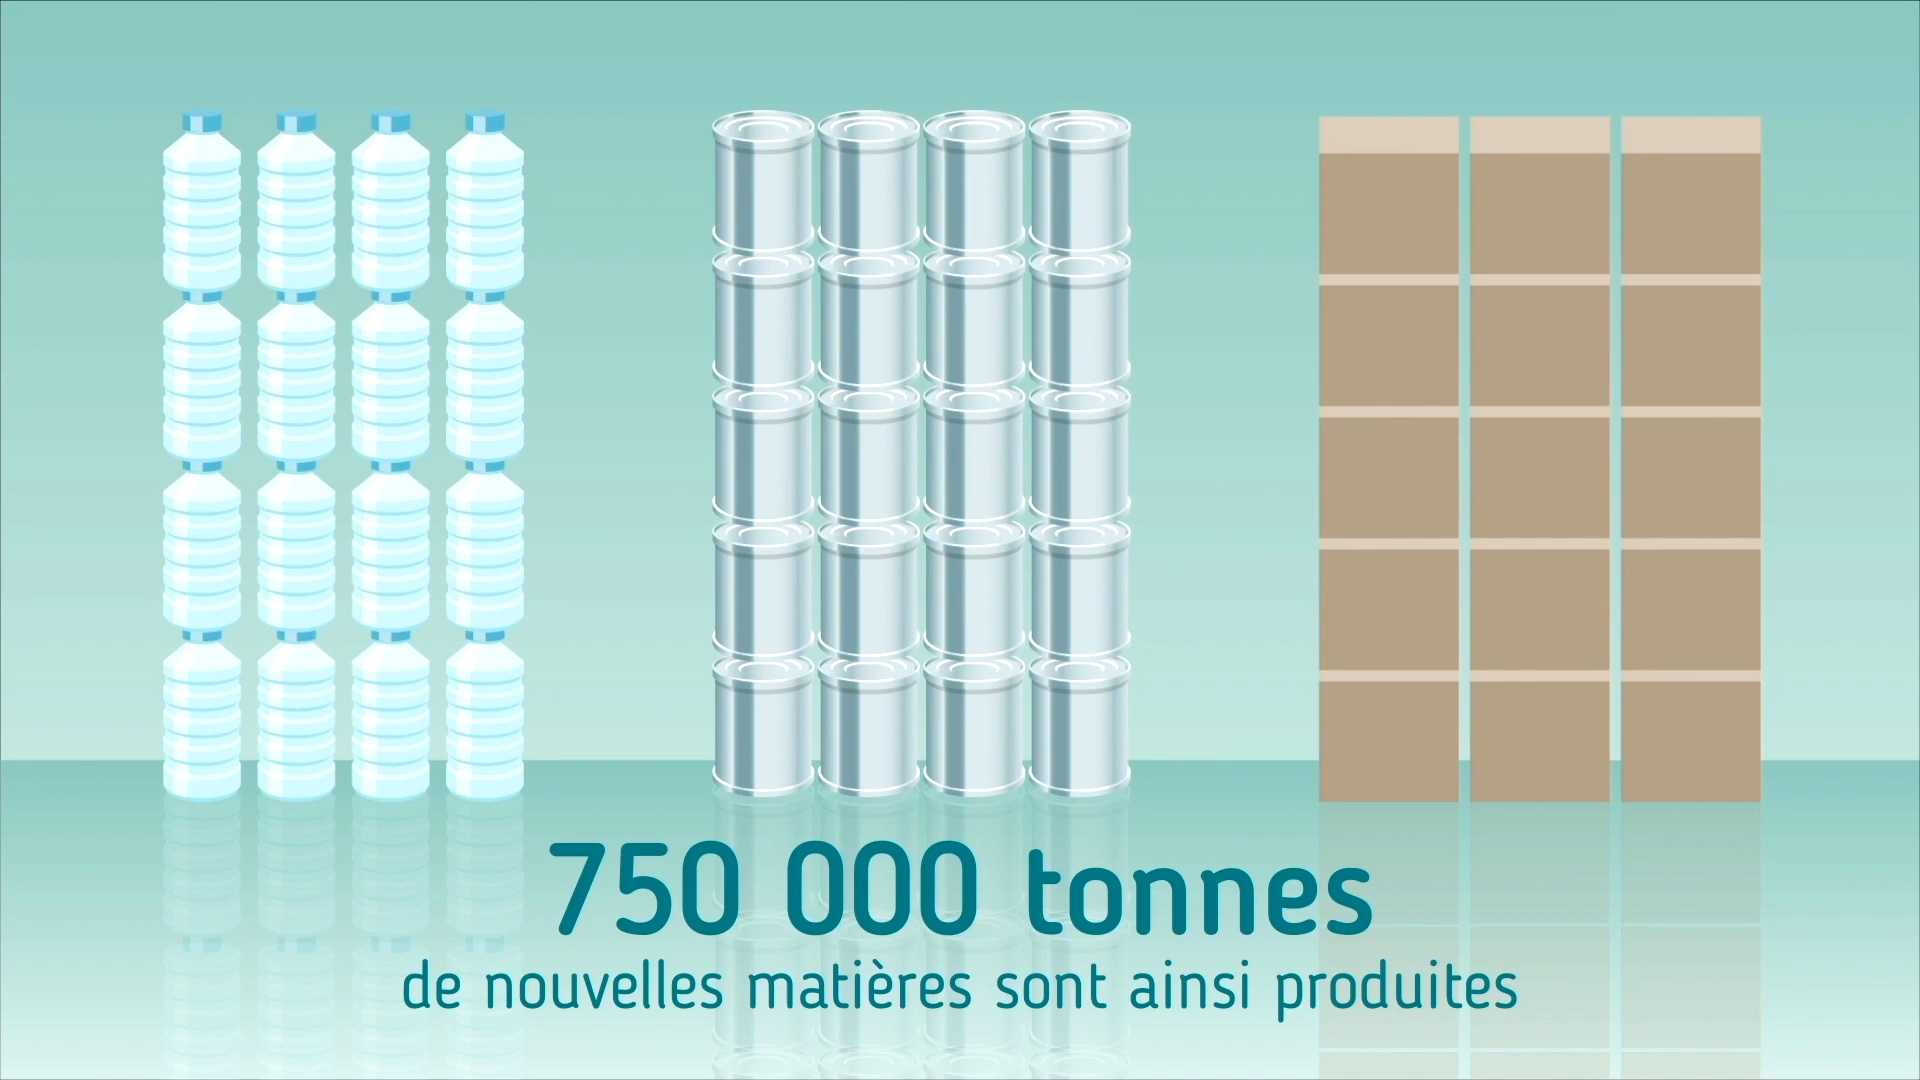 750 000 tonnes
de nouvelles matières sont ainsi produites